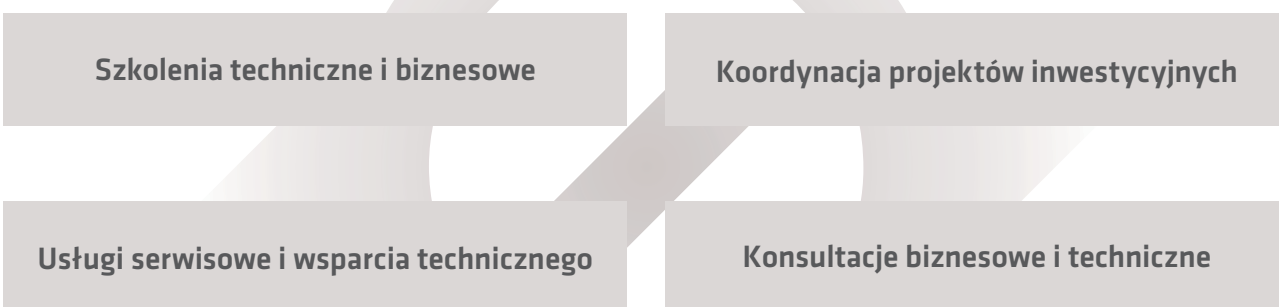 Szkolenia techniczne i biznesowe
Koordynacja projektów inwestycyjnych
Usługi serwisowe i wsparcia technicznego
Konsultacje biznesowe i techniczne